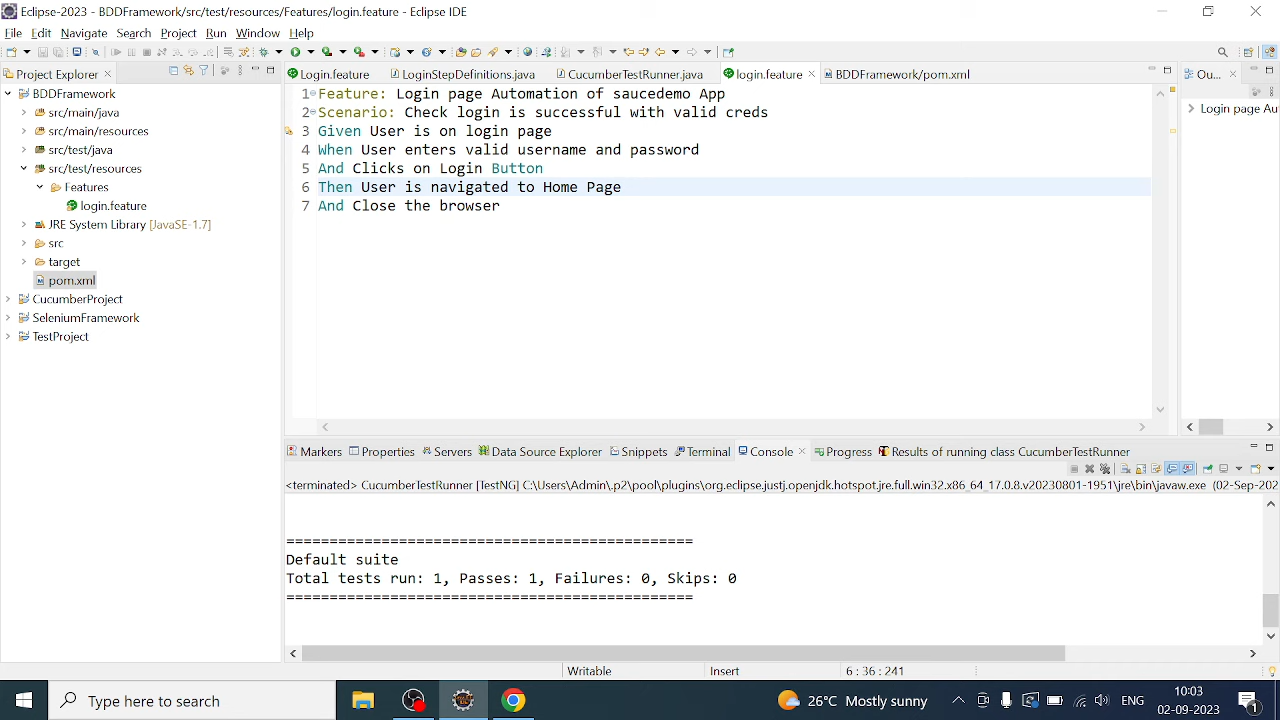 Eclipse-2023 - BDDFramework/src/test/resources/Features/login.feature - Eclipse IDE
File Edit Navigate Search Project Run Window Help
Project Explorer
Login.feature
LoginStepDefinitions.java
CucumberTestRunner.java
login.feature
BDDFramework/pom.xml
Ou...
BDDFramework
src/main/java
src/main/resources
src/test/java
src/test/resources
Features
login.feature
JRE System Library [JavaSE-1.7]
src
target
pom.xml
CucumberProject
SeleniumFramework
TestProject
1 Feature: Login page Automation of saucedemo App
2 Scenario: Check login is successful with valid creds
3 Given User is on login page
4 When User enters valid username and password
5 And Clicks on Login Button
6 Then User is navigated to Home Page
7 And Close the browser
Login page Au
Markers Properties Servers Data Source Explorer Snippets Terminal Console Progress Results of running class CucumberTestRunner
<terminated> CucumberTestRunner [TestNG] C:\Users\Admin\.p2\pool\plugins\org.eclipse.justj.openjdk.hotspot.jre.full.win32.x86_64_17.0.8.v20230801-1951\jre\bin\javaw.exe (02-Sep-202
===============================================
Default suite
Total tests run: 1, Passes: 1, Failures: 0, Skips: 0
===============================================
Writable Insert 6 : 36 : 241
Type here to search
26°C Mostly sunny
ENG
10:03
02-09-2023
1